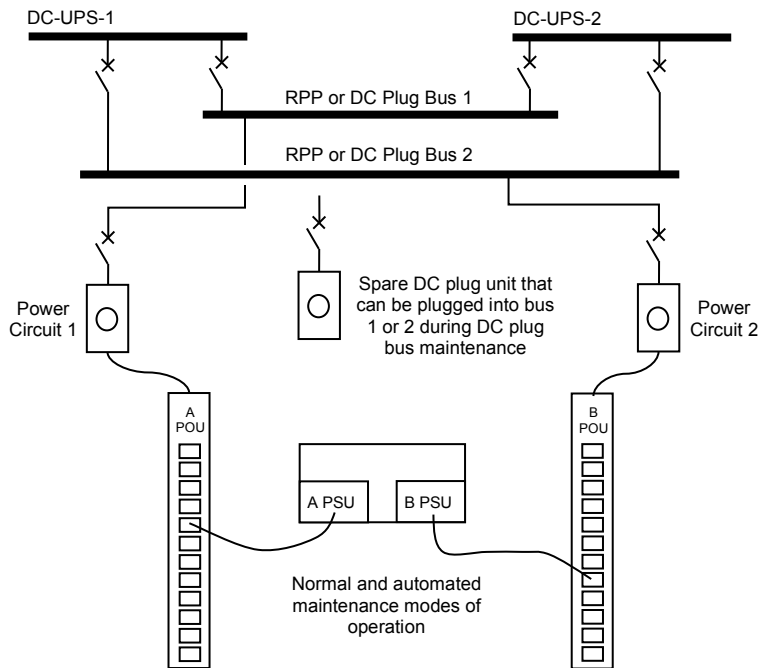 DC-UPS-1
DC-UPS-2
RPP or DC Plug Bus 1
RPP or DC Plug Bus 2
Power
Circuit 1
Spare DC plug unit that
can be plugged into bus
1 or 2 during DC plug
bus maintenance
Power
Circuit 2
A
POU
B
POU
A PSU
B PSU
Normal and automated
maintenance modes of
operation